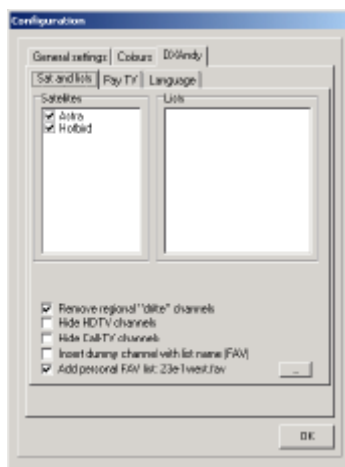 Configuration
General settings Colours DXAndy
Sat and lists Pay TV Language
Satellites Lists
Astra
Hotbird
Remove regional "dritte" channels
Hide HDTV channels
Hide Call-TV channels
Insert dummy channel with list name (FAV)
Add personal FAV list: 23e1west.fav
...
OK